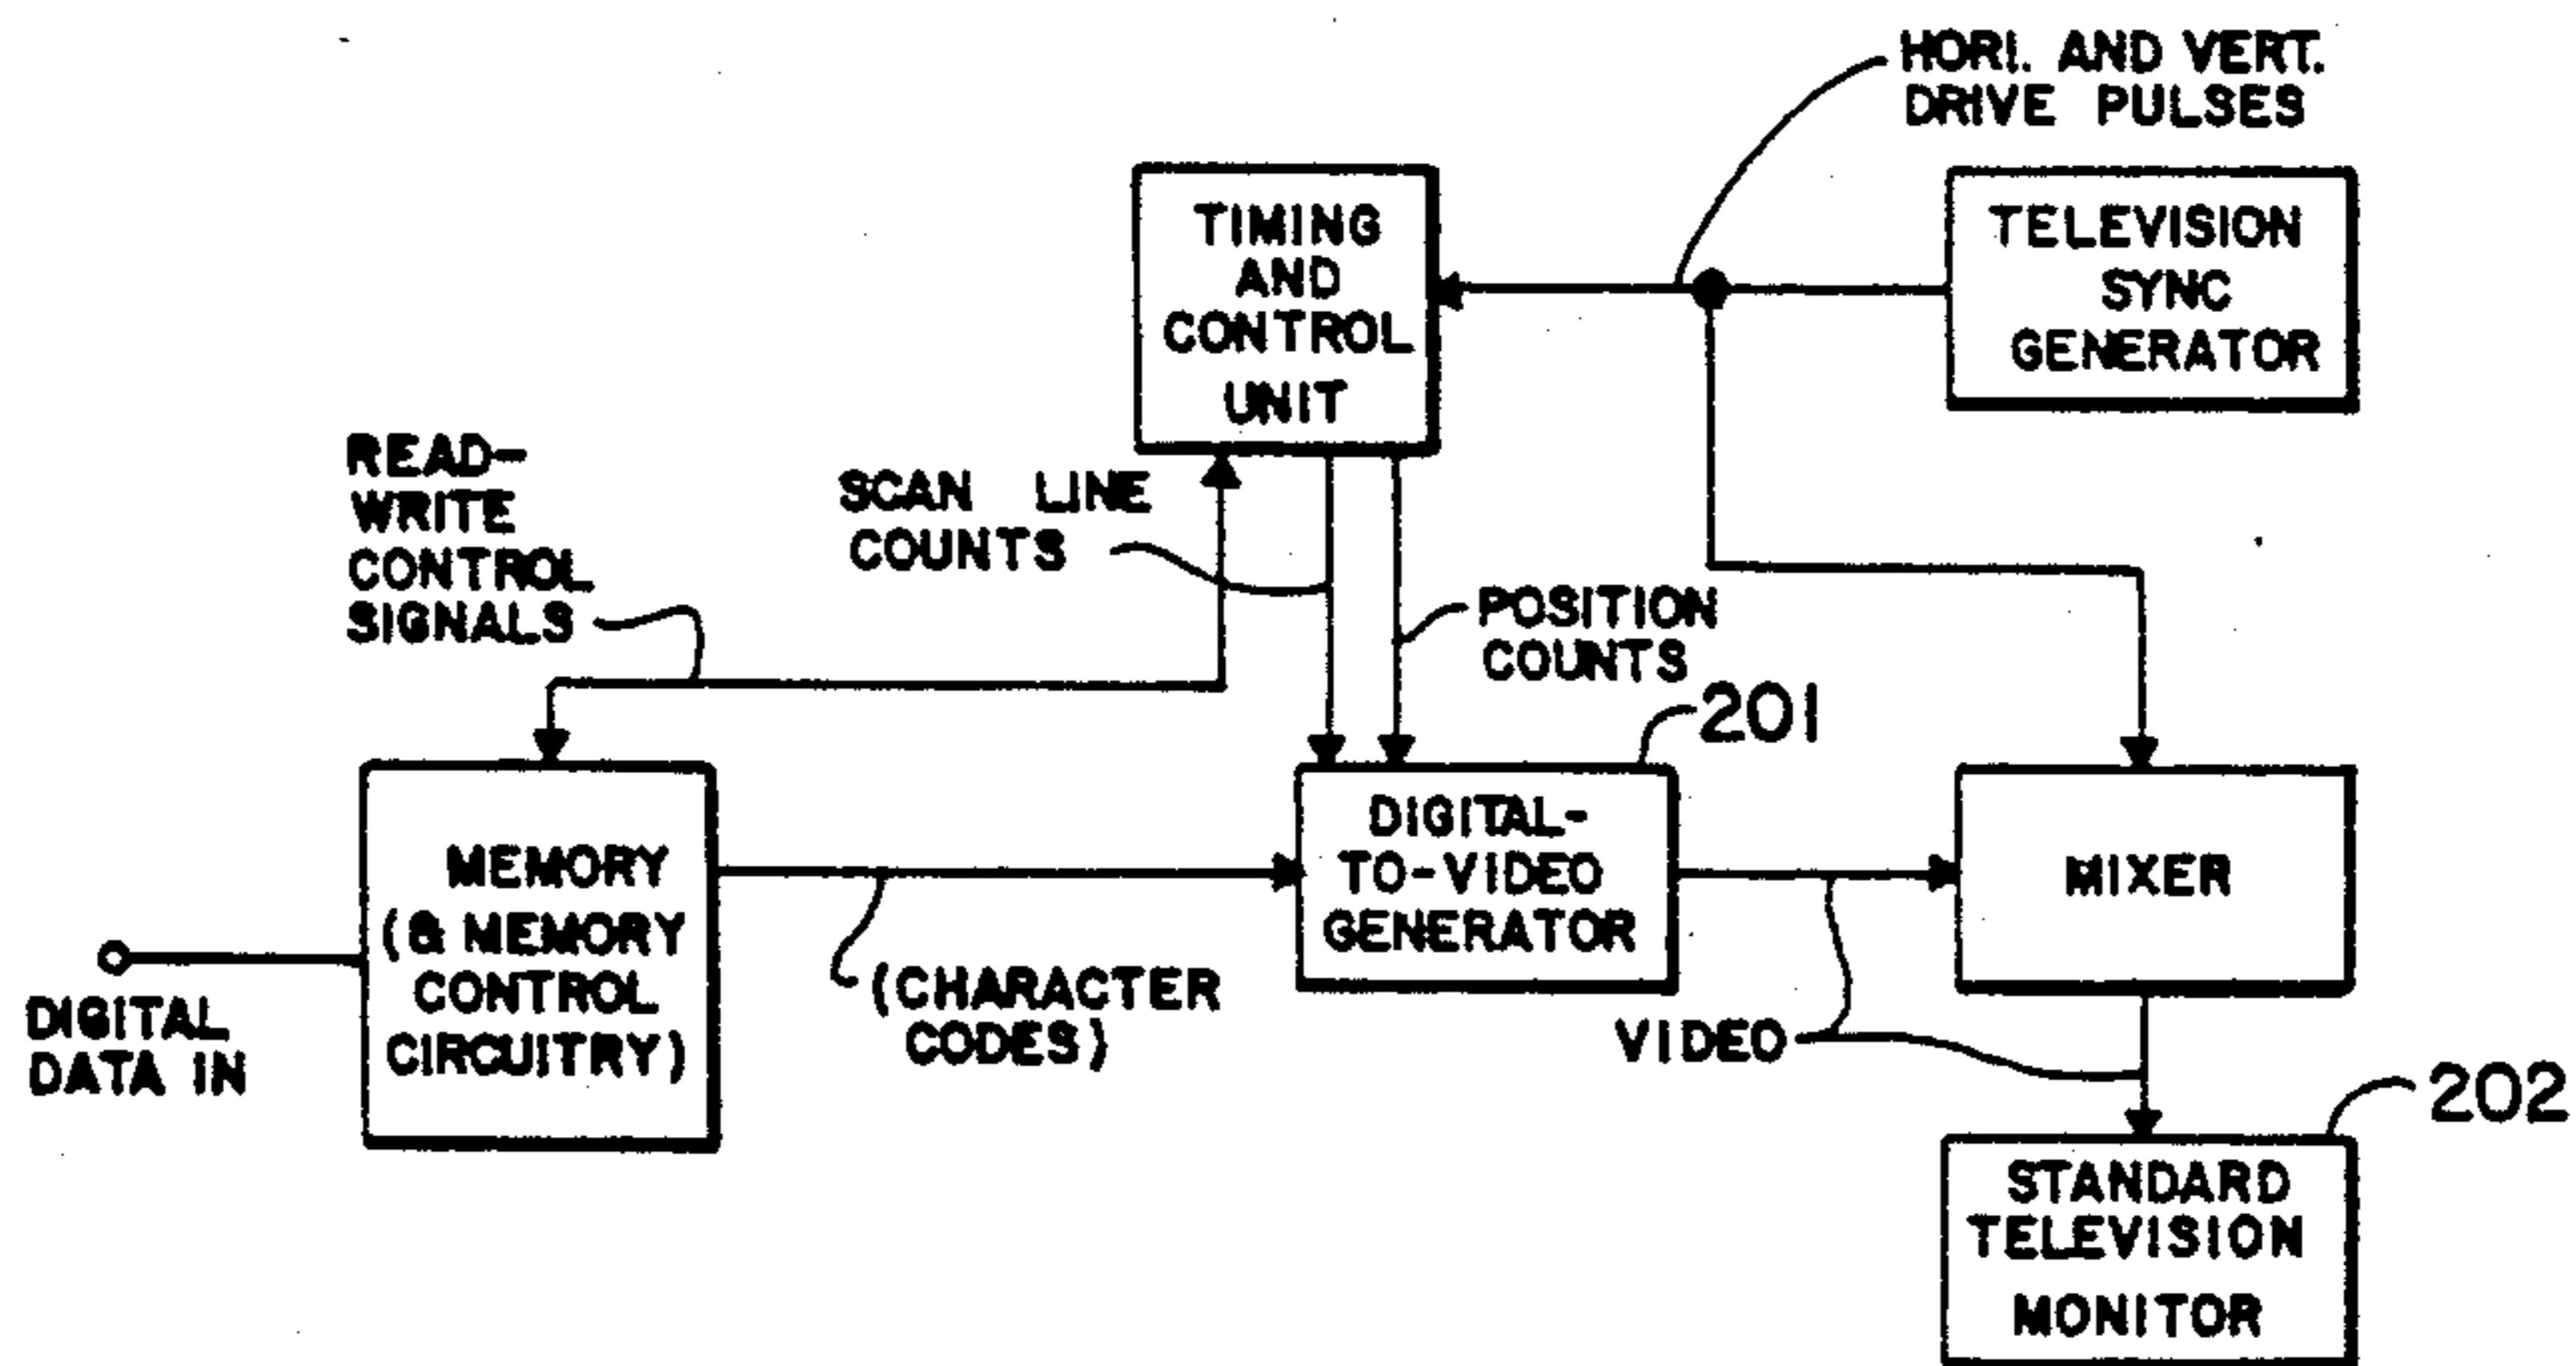 HORI. AND VERT.
DRIVE PULSES
TIMING
AND
CONTROL
UNIT
TELEVISION
SYNC
GENERATOR
READ-
WRITE
CONTROL
SIGNALS
SCAN LINE
COUNTS
POSITION
COUNTS
201
MEMORY
(& MEMORY
CONTROL
CIRCUITRY)
DIGITAL-
TO-VIDEO
GENERATOR
MIXER
DIGITAL
DATA IN
(CHARACTER
CODES)
VIDEO
202
STANDARD
TELEVISION
MONITOR